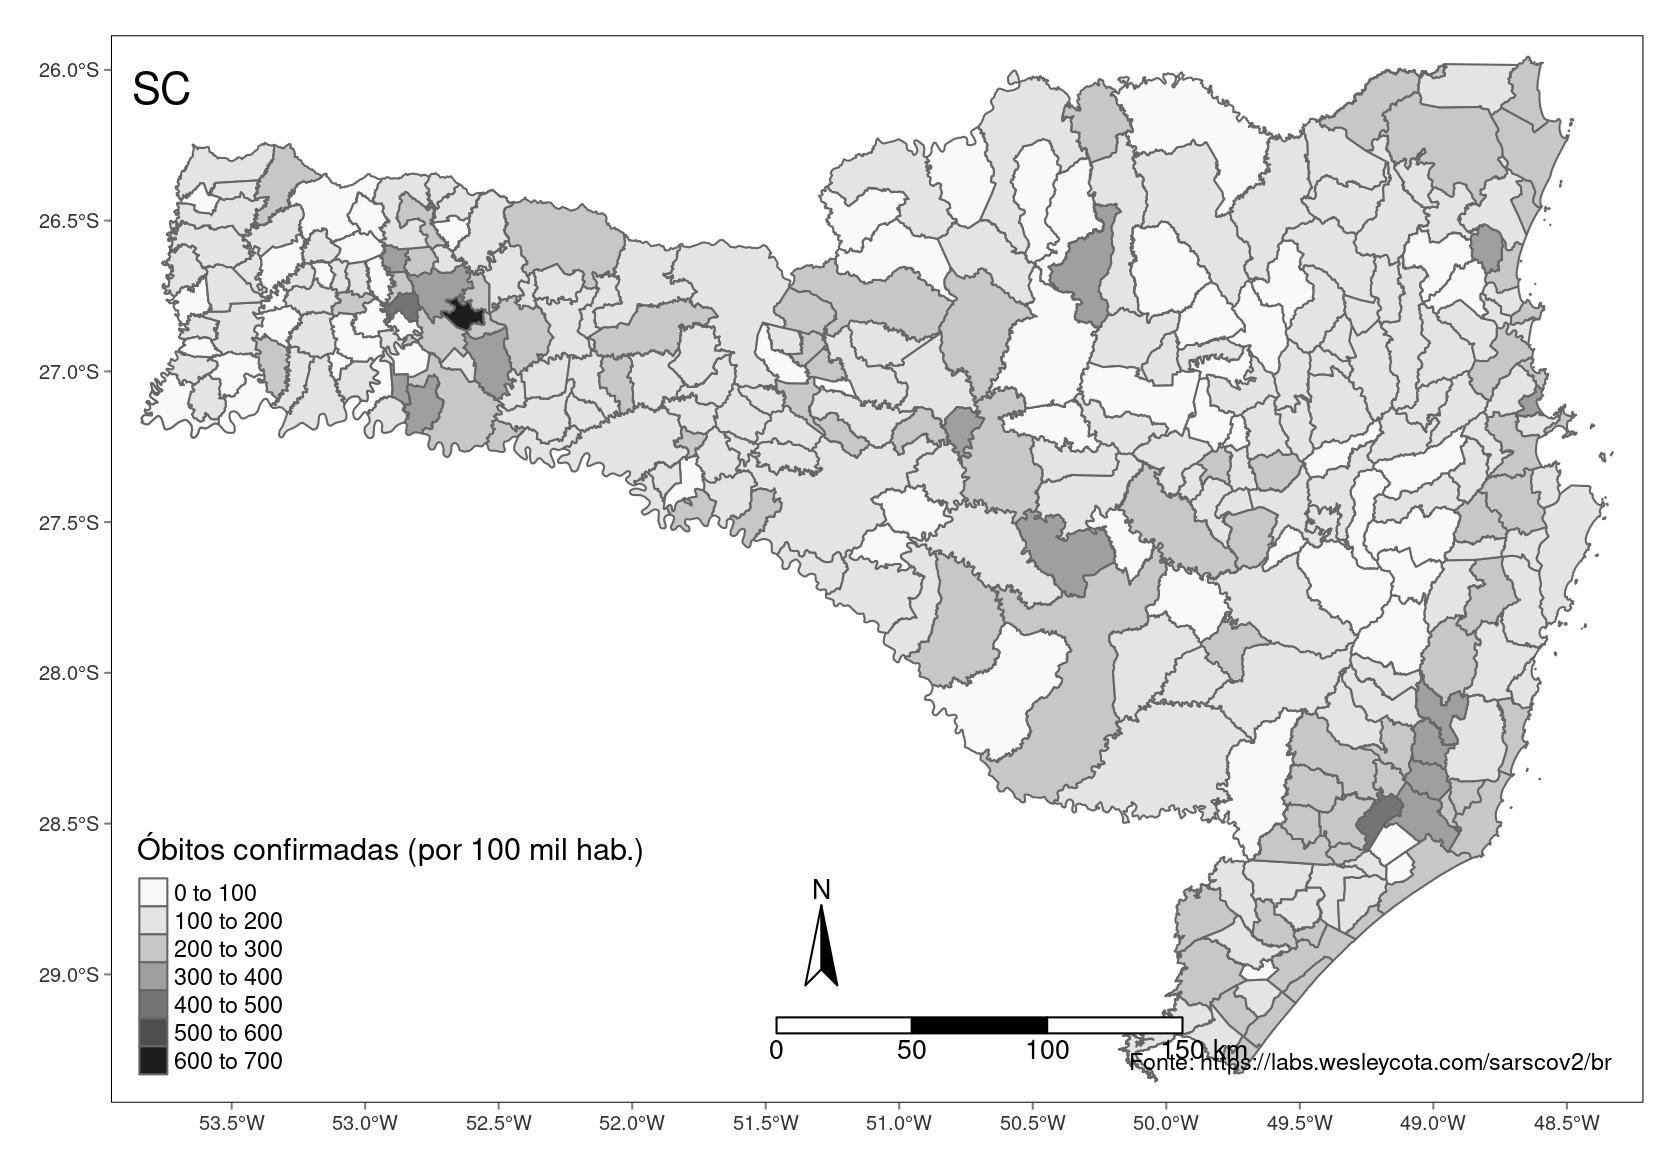 SC
26.0°S
26.5°S
27.0°S
27.5°S
28.0°S
28.5°S
29.0°S
Óbitos confirmadas (por 100 mil hab.)
0 to 100
100 to 200
200 to 300
300 to 400
400 to 500
500 to 600
600 to 700
N
0 50 100 150 km
Fonte: https://labs.wesleycota.com/sarscov2/br
53.5°W 53.0°W 52.5°W 52.0°W 51.5°W 51.0°W 50.5°W 50.0°W 49.5°W 49.0°W 48.5°W